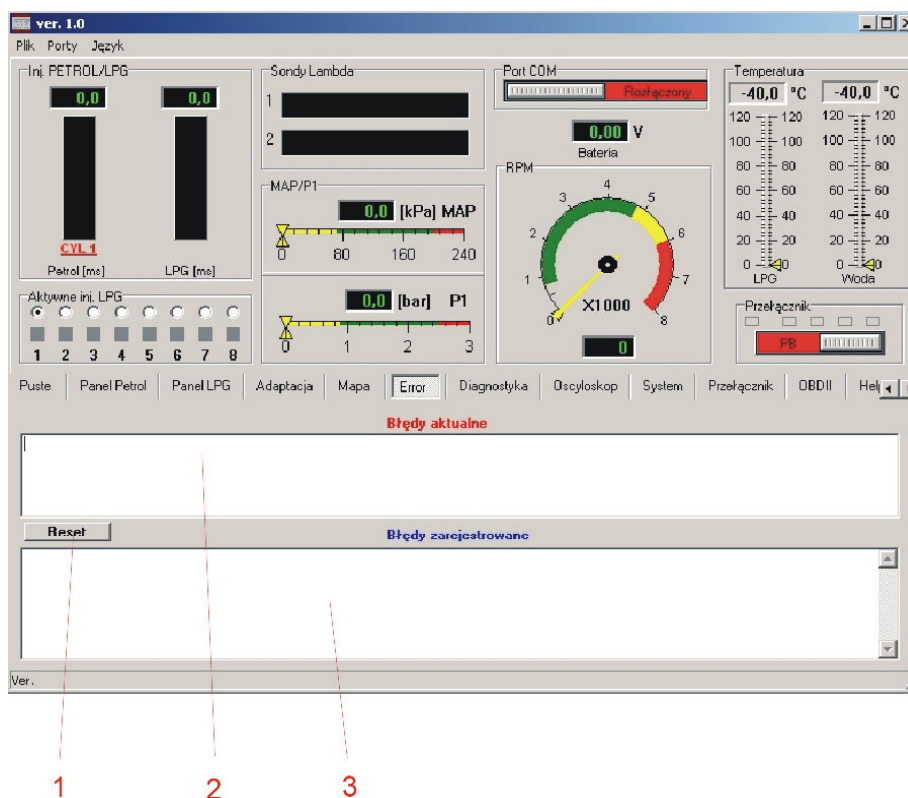 ver. 1.0
Plik Porty Język
Inj. PETROL/LPG
0,0 0,0
CYL 1
Petrol [ms] LPG [ms]
Aktywne inj. LPG
1 2 3 4 5 6 7 8
Sondy Lambda
1
2
MAP/P1
0,0 [kPa] MAP
0 80 160 240
0,0 [bar] P1
0 1 2 3
Port COM
Rozłączony
0,00 V
Bateria
RPM
0 1 2 3 4 5 6 7 8
X1000
0
Temperatura
-40,0 °C -40,0 °C
120 120 120 120
100 100 100 100
80 80 80 80
60 60 60 60
40 40 40 40
20 20 20 20
0 0 0 0
LPG Woda
Przełącznik
PB
Puste Panel Petrol Panel LPG Adaptacja Mapa Error Diagnostyka Oscyloskop System Przełącznik OBDII Help
Błędy aktualne
Reset
Błędy zarejestrowane
Ver.
1 2 3